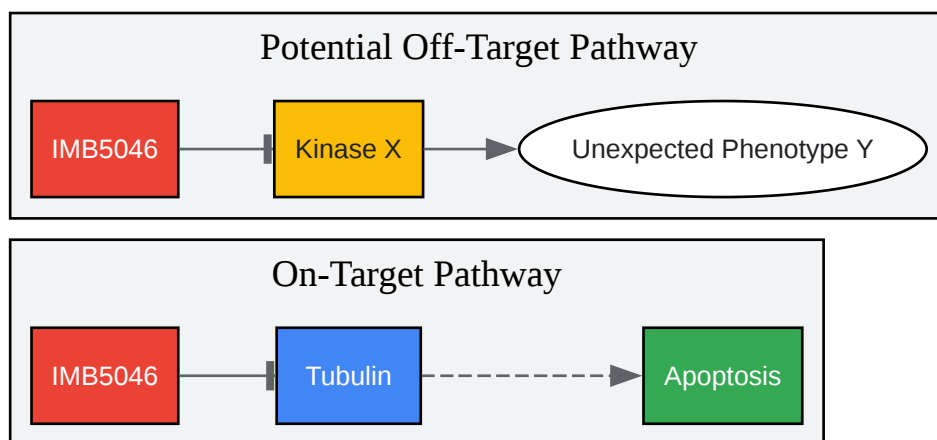 Potential Off-Target Pathway
IMB5046
Kinase X
Unexpected Phenotype Y
On-Target Pathway
IMB5046
Tubulin
Apoptosis